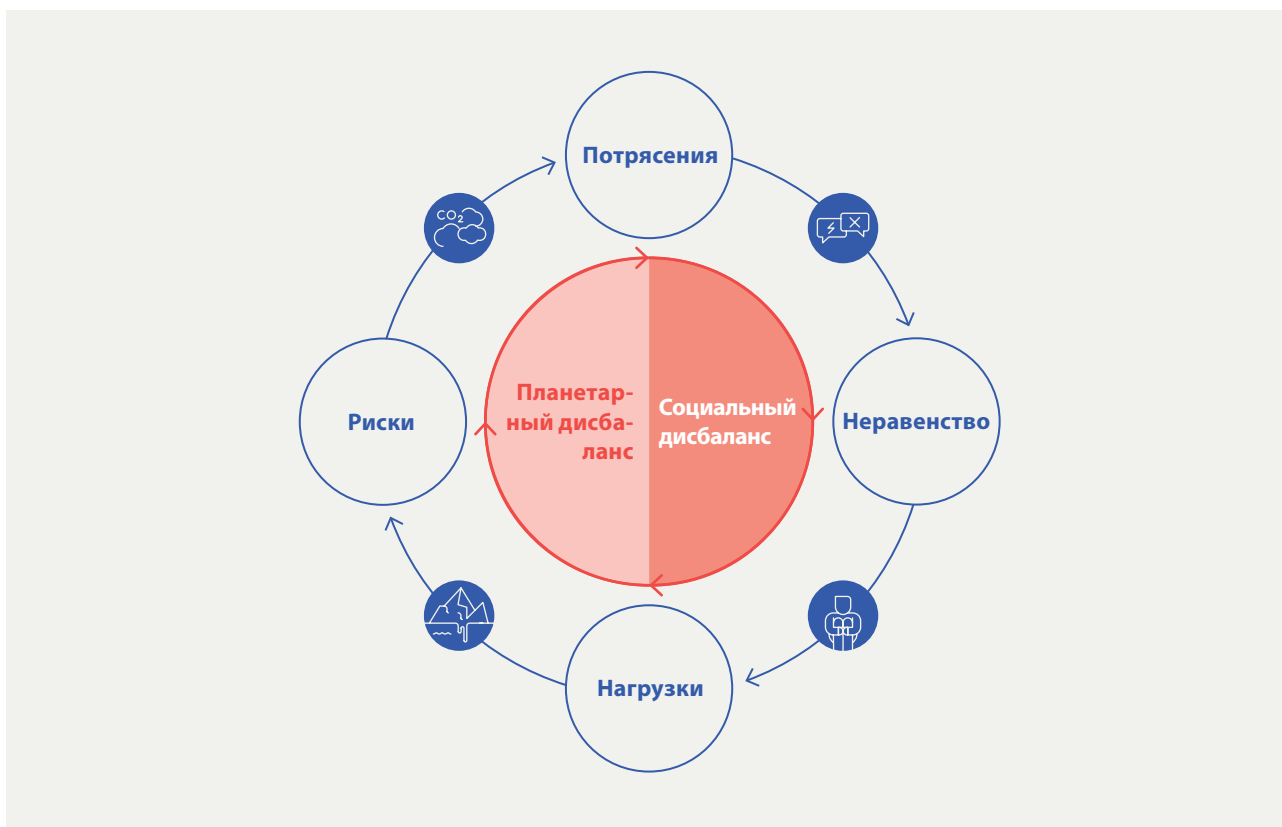 Потрясения
CO2
Планетар-
ный дисба-
ланс
Социальный
дисбаланс
Риски
Неравенство
Нагрузки